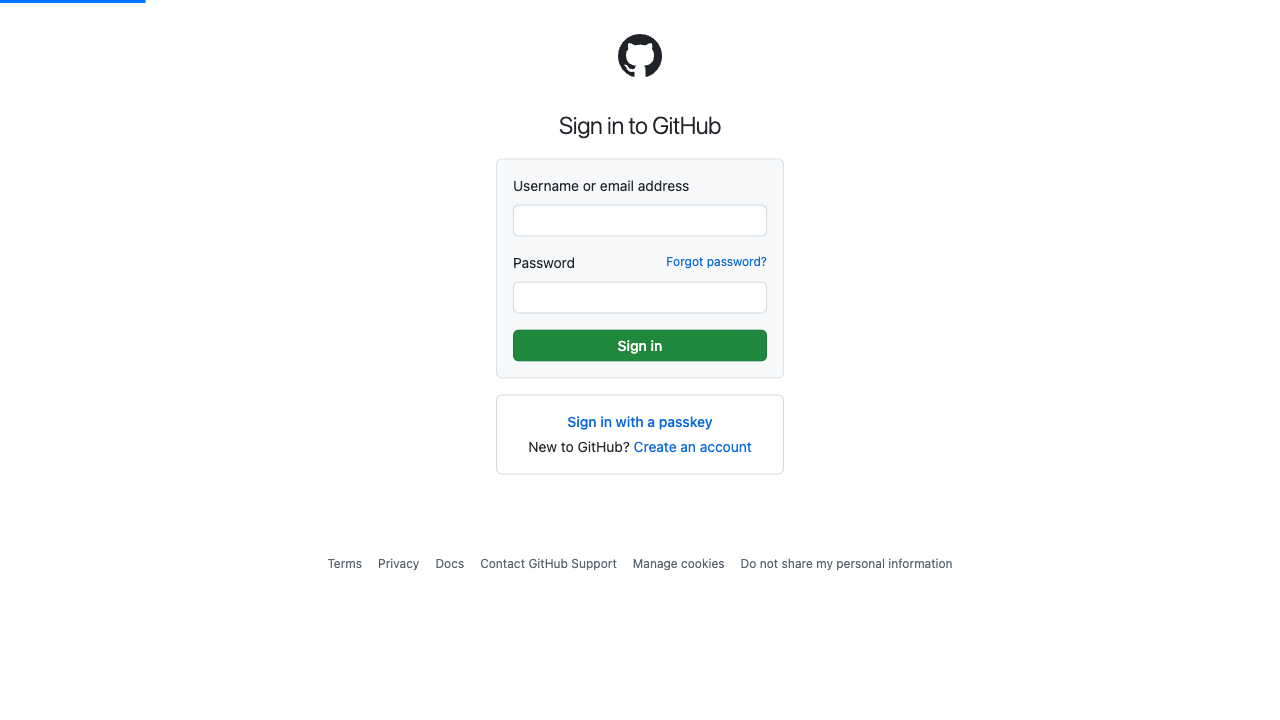 Sign in to GitHub
Username or email address
Password Forgot password?
Sign in
Sign in with a passkey
New to GitHub? Create an account
Terms Privacy Docs Contact GitHub Support Manage cookies Do not share my personal information